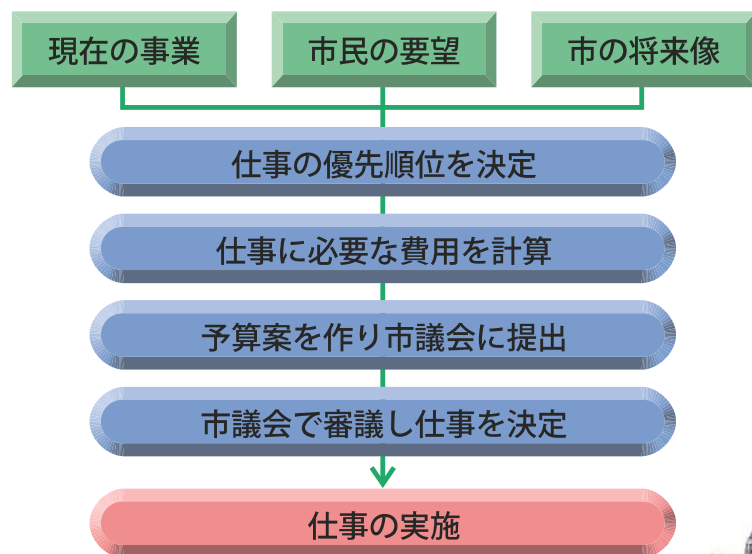 現在の事業
市民の要望
市の将来像
仕事の優先順位を決定
仕事に必要な費用を計算
予算案を作り市議会に提出
市議会で審議し仕事を決定
仕事の実施